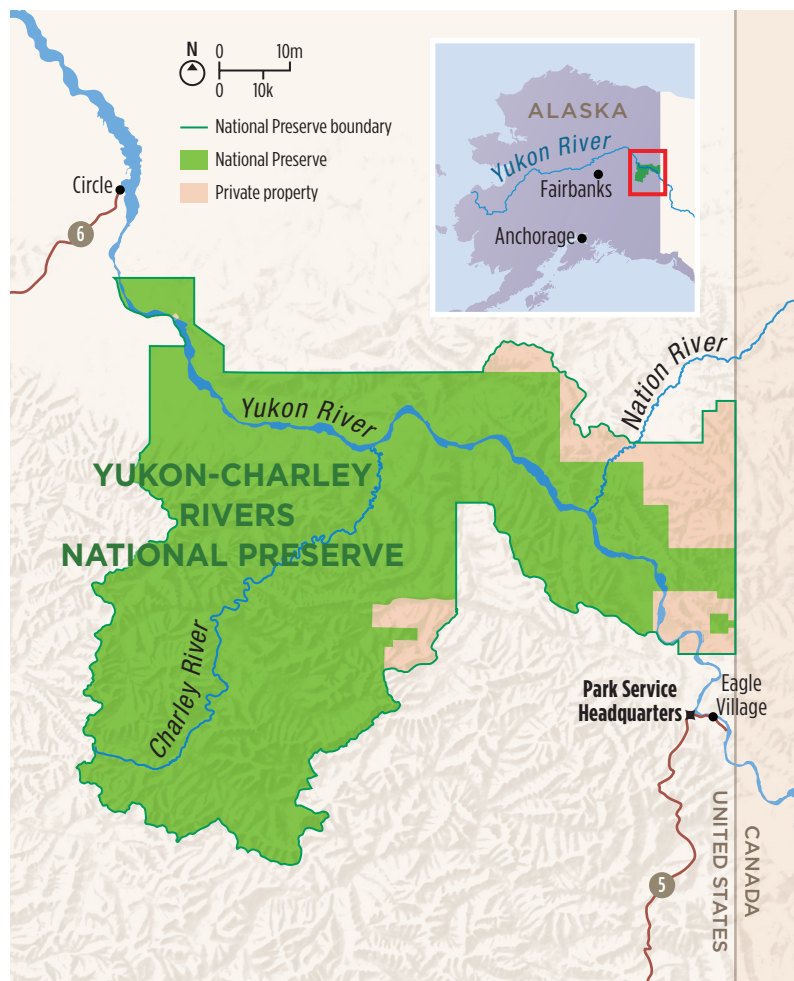 N
0
10m
0
10k
National Preserve boundary
National Preserve
Private property
ALASKA
Yukon River
Fairbanks
Anchorage
Circle
6
Nation River
Yukon River
YUKON-CHARLEY
RIVERS
NATIONAL PRESERVE
Charley River
Park Service
Headquarters
Eagle
Village
UNITED STATES
CANADA
5